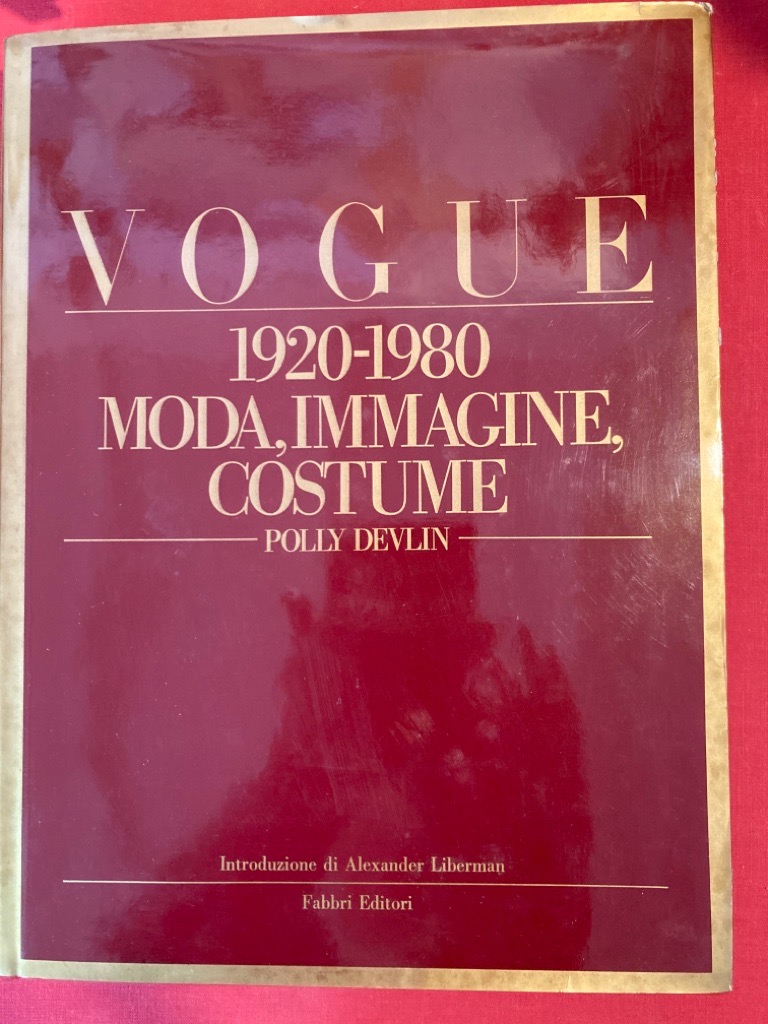 VOGUE
1920-1980
MODA, IMMAGINE,
COSTUME
POLLY DEVLIN
Introduzione di Alexander Liberman
Fabbri Editori